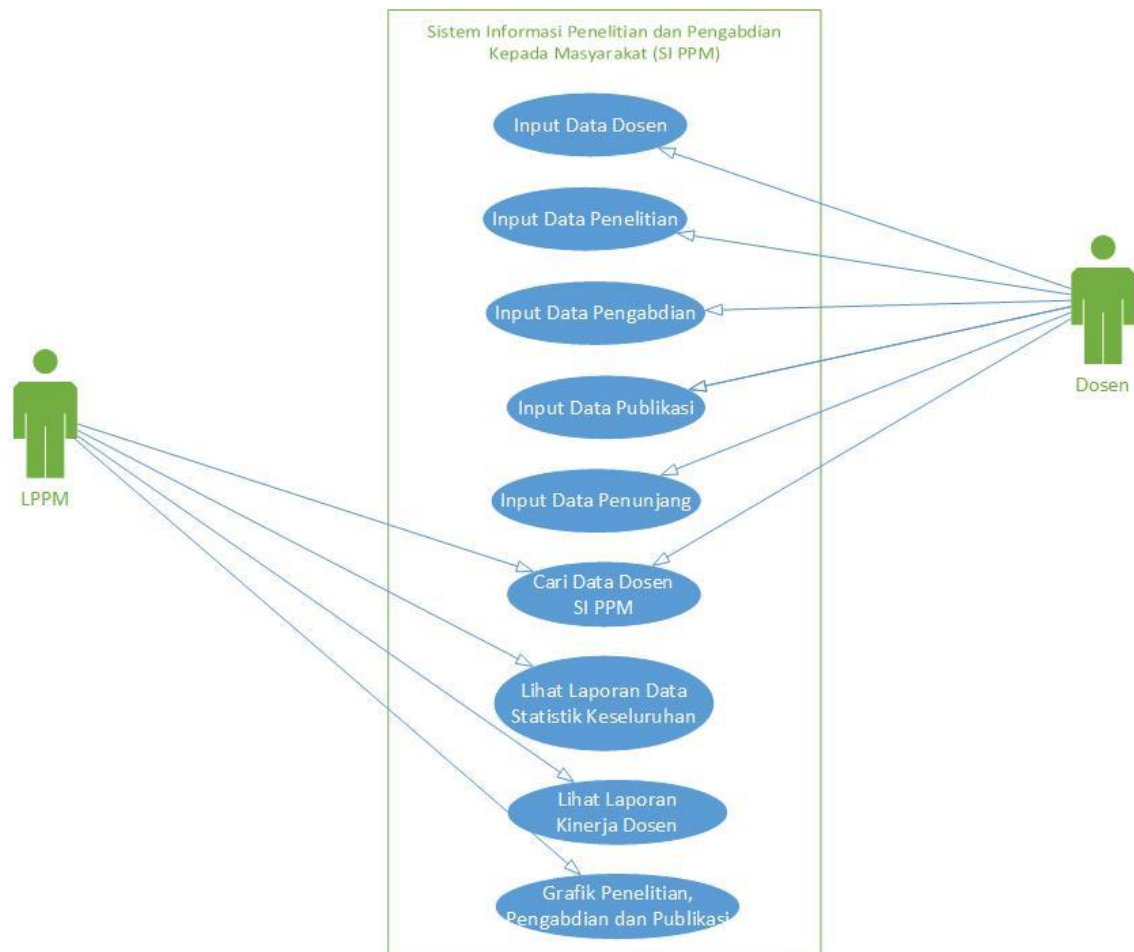 Sistem Informasi Penelitian dan Pengabdian
Kepada Masyarakat (SI PPM)
Input Data Dosen
Input Data Penelitian
Input Data Pengabdian
Input Data Publikasi
Input Data Penunjang
Cari Data Dosen
SI PPM
Lihat Laporan Data
Statistik Keseluruhan
Lihat Laporan
Kinerja Dosen
Grafik Penelitian,
Pengabdian dan Publikasi
LPPM
Dosen